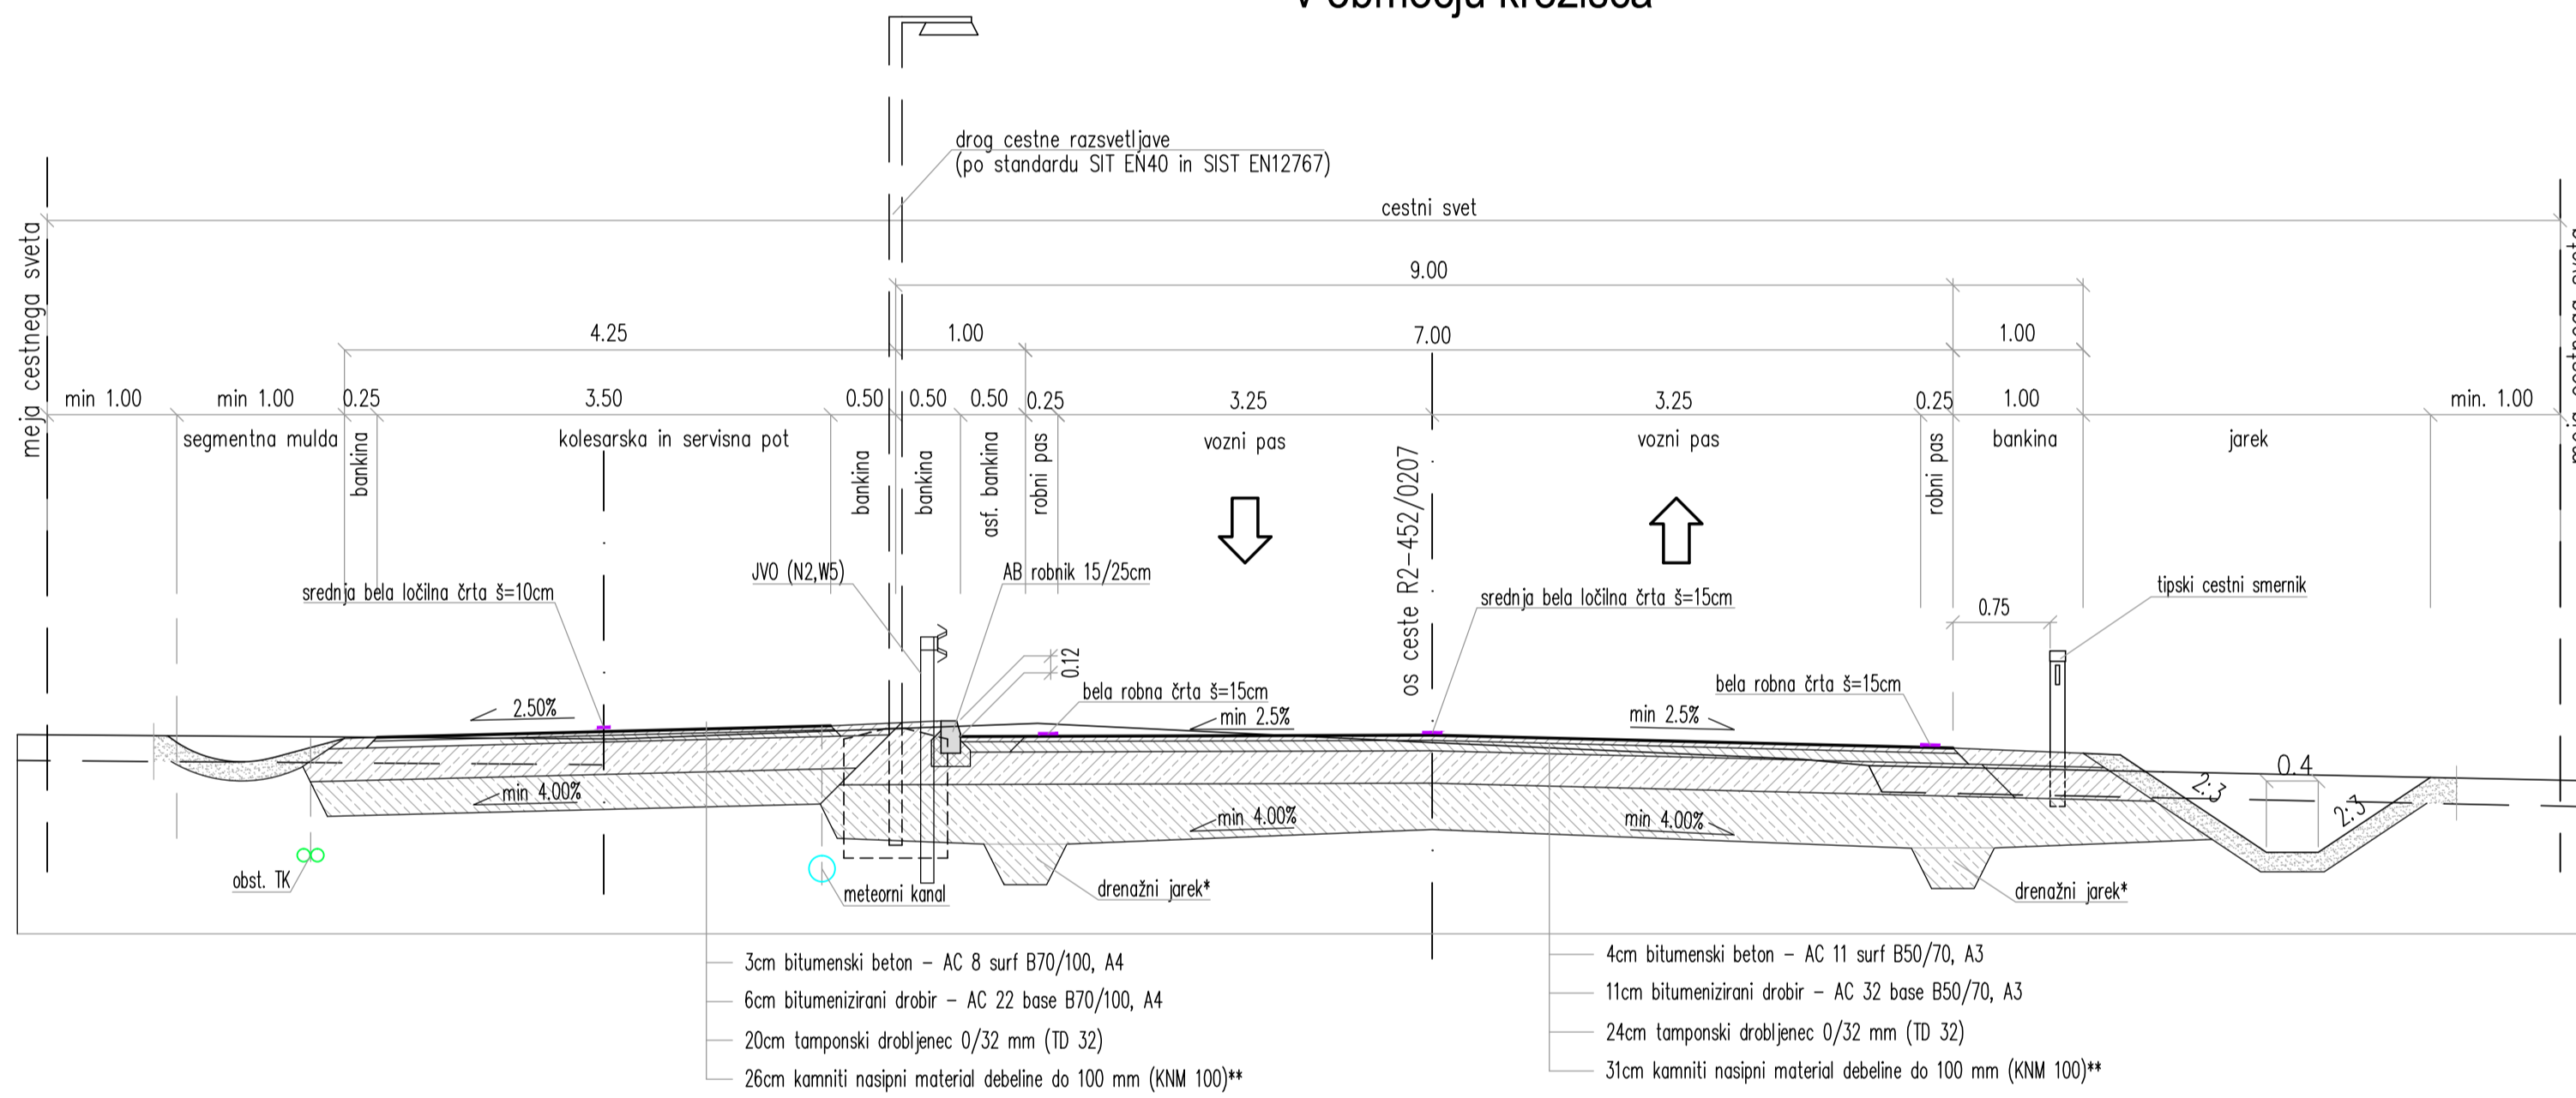 v območju krožišča
drog cestne razsvetljave
(po standardu SIT EN40 in SIST EN12767)
cestni svet
meja cestnega sveta
meja cestnega sveta
9.00
4.25
1.00
7.00
1.00
min 1.00
min 1.00
0.25
3.50
0.50
0.50
0.50
0.25
3.25
3.25
0.25
1.00
min. 1.00
segmentna mulda
bankina
kolesarska in servisna pot
bankina
bankina
asf. bankina
robni pas
vozni pas
os ceste R2-452/0207
vozni pas
robni pas
bankina
jarek
srednja bela ločilna črta š=10cm
JVO (N2,W5)
AB robnik 15/25cm
srednja bela ločilna črta š=15cm
0.75
tipski cestni smernik
0.12
bela robna črta š=15cm
bela robna črta š=15cm
2.50%
min 2.5%
min 2.5%
min 4.00%
min 4.00%
min 4.00%
2:3
0.4
2:3
obst. TK
meteorni kanal
drenažni jarek*
drenažni jarek*
3cm bitumenski beton - AC 8 surf B70/100, A4
6cm bitumenizirani drobir - AC 22 base B70/100, A4
20cm tamponski drobljenec 0/32 mm (TD 32)
26cm kamniti nasipni material debeline do 100 mm (KNM 100)**
4cm bitumenski beton - AC 11 surf B50/70, A3
11cm bitumenizirani drobir - AC 32 base B50/70, A3
24cm tamponski drobljenec 0/32 mm (TD 32)
31cm kamniti nasipni material debeline do 100 mm (KNM 100)**